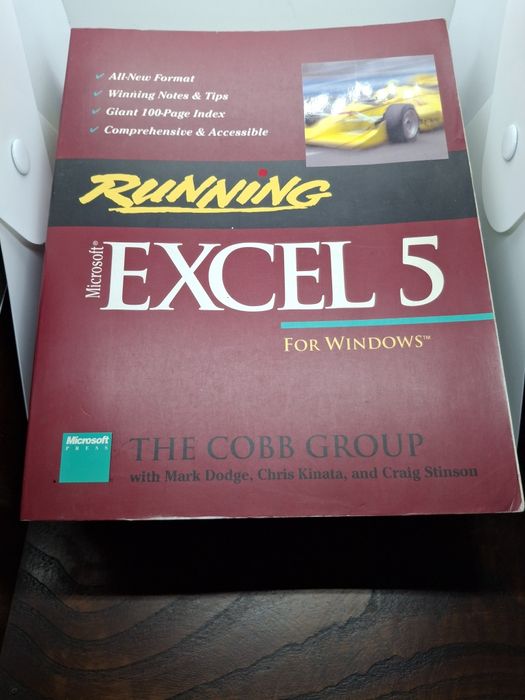 ✓ All-New Format
✓ Winning Notes & Tips
✓ Giant 100-Page Index
✓ Comprehensive & Accessible
RUNNING
Microsoft®
EXCEL 5
FOR WINDOWS™
Microsoft
PRESS
THE COBB GROUP
with Mark Dodge, Chris Kinata, and Craig Stinson